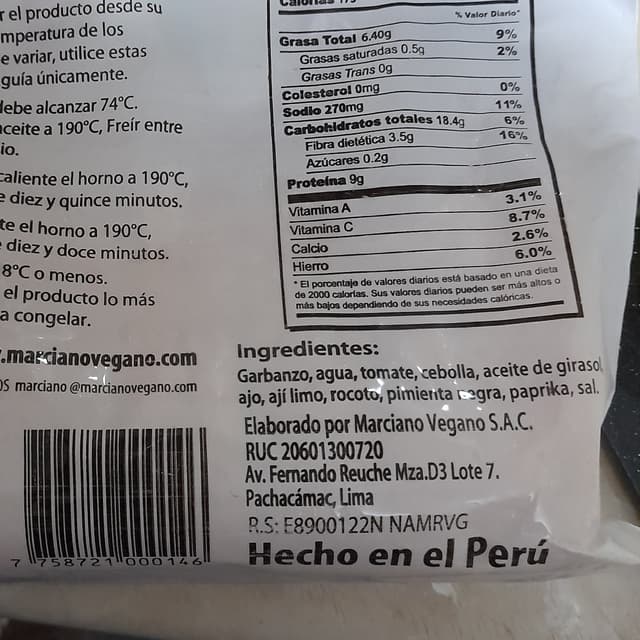 r el producto desde su
mperatura de los
e variar, utilice estas
guía únicamente.
debe alcanzar 74°C.
aceite a 190°C, Freír entre
io.
caliente el horno a 190°C,
e diez y quince minutos.
te el horno a 190°C,
diez y doce minutos.
8°C o menos.
el producto lo más
a congelar.
.marcianovegano.com
OS marciano @marcianovegano.com
7 758721 000146
Calorías 175
% Valor Diario*
Grasa Total 6.40g 9%
Grasas saturadas 0.5g 2%
Grasas Trans 0g
Colesterol 0mg 0%
Sodio 270mg 11%
Carbohidratos totales 18.4g 6%
Fibra dietética 3.5g 16%
Azúcares 0.2g
Proteína 9g
Vitamina A 3.1%
Vitamina C 8.7%
Calcio 2.6%
Hierro 6.0%
* El porcentaje de valores diarios está basado en una dieta
de 2000 calorías. Sus valores diarios pueden ser más altos o
más bajos dependiendo de sus necesidades calóricas.
Ingredientes:
Garbanzo, agua, tomate, cebolla, aceite de girasol
ajo, ají limo, rocoto, pimienta negra, paprika, sal.
Elaborado por Marciano Vegano S.A.C.
RUC 20601300720
Av. Fernando Reuche Mza.D3 Lote 7.
Pachacámac, Lima
R.S: E8900122N NAMRVG
Hecho en el Perú